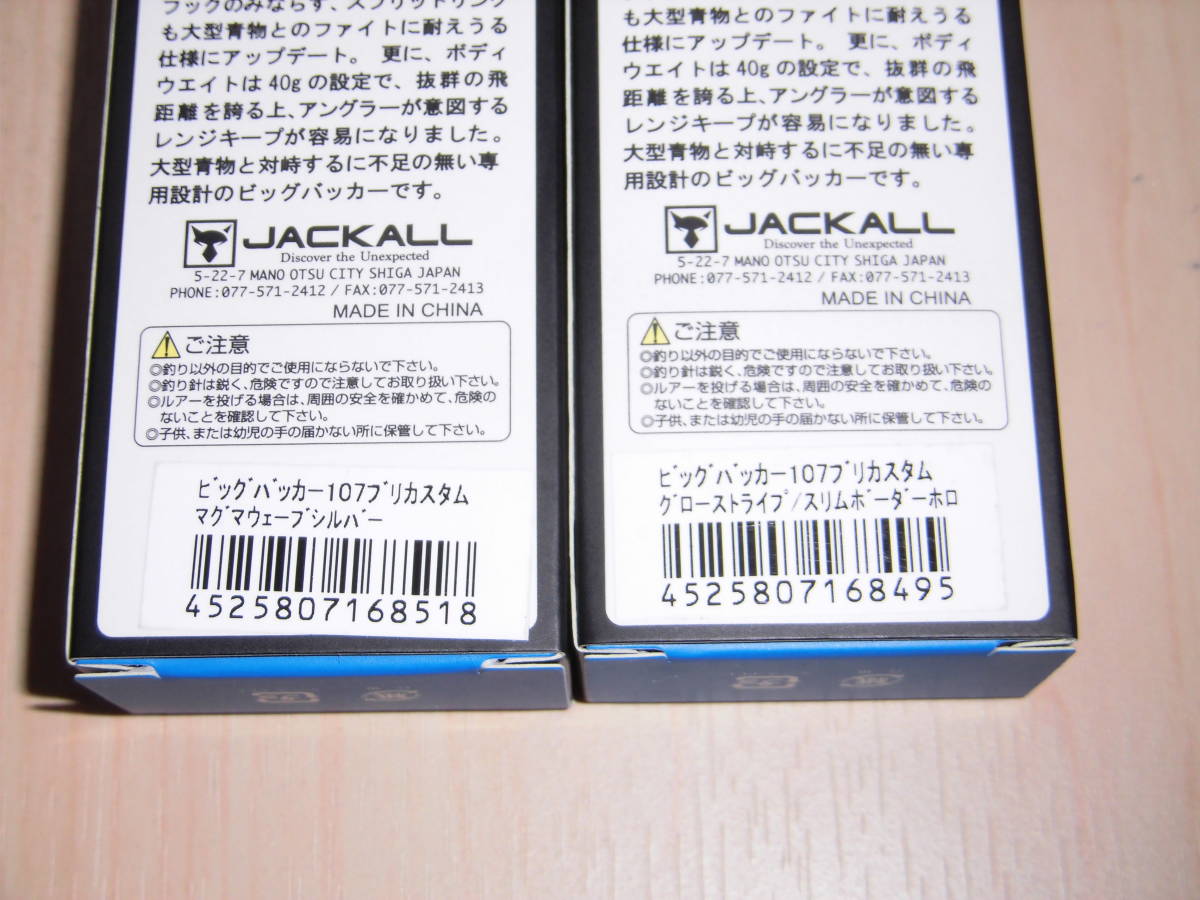 フックのみならず、スプリットリング
も大型青物とのファイトに耐えうる
仕様にアップデート。 更に、ボディ
ウエイトは40gの設定で、抜群の飛
距離を誇る上、アングラーが意図する
レンジキープが容易になりました。
大型青物と対峙するに不足の無い専
用設計のビッグバッカーです。
JACKALL
Discover the Unexpected
5-22-7 MANO OTSU CITY SHIGA JAPAN
PHONE:077-571-2412 / FAX:077-571-2413
MADE IN CHINA
ご注意
◎釣り以外の目的でご使用にならないで下さい。
◎釣り針は鋭く、危険ですので注意してお取り扱い下さい。
◎ルアーを投げる場合は、周囲の安全を確かめて、危険の
ないことを確認して下さい。
◎子供、または幼児の手の届かない所に保管して下さい。
ビッグバッカー107ブリカスタム
マグマウェーブシルバー
4525807168518
も大型青物とのファイトに耐えうる
仕様にアップデート。 更に、ボディ
ウエイトは40gの設定で、抜群の飛
距離を誇る上、アングラーが意図する
レンジキープが容易になりました。
大型青物と対峙するに不足の無い専
用設計のビッグバッカーです。
JACKALL
Discover the Unexpected
5-22-7 MANO OTSU CITY SHIGA JAPAN
PHONE:077-571-2412 / FAX:077-571-2413
MADE IN CHINA
ご注意
◎釣り以外の目的でご使用にならないで下さい。
◎釣り針は鋭く、危険ですので注意してお取り扱い下さい。
◎ルアーを投げる場合は、周囲の安全を確かめて、危険の
ないことを確認して下さい。
◎子供、または幼児の手の届かない所に保管して下さい。
ビッグバッカー107ブリカスタム
グローストライプ/スリムボーダーホロ
4525807168495